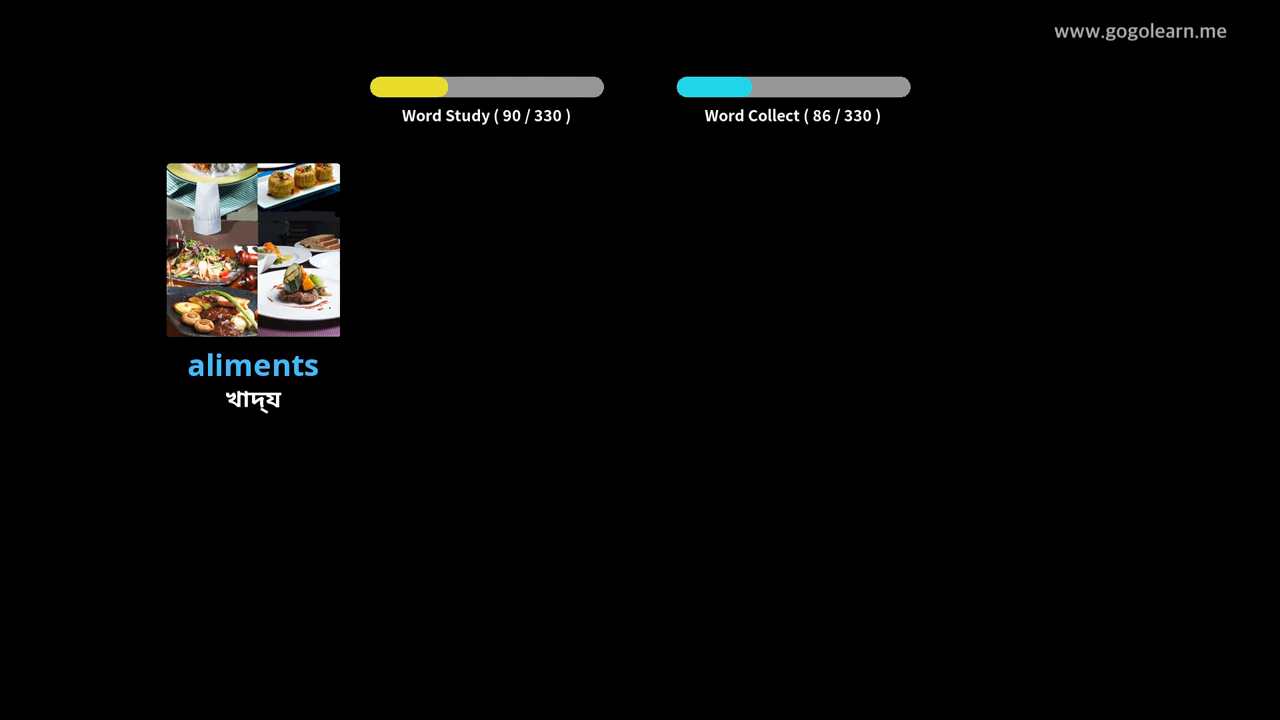 www.gogolearn.me
Word Study ( 90 / 330 )
Word Collect ( 86 / 330 )
aliments
খাদ্য